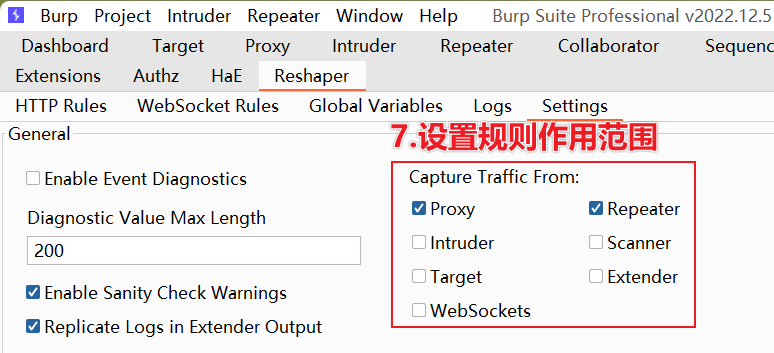 Burp Project Intruder Repeater Window Help Burp Suite Professional v2022.12.5
Dashboard Target Proxy Intruder Repeater Collaborator Sequenc
Extensions Authz HaE Reshaper
HTTP Rules WebSocket Rules Global Variables Logs Settings
General
7.设置规则作用范围
Capture Traffic From:
Enable Event Diagnostics
Proxy Repeater
Diagnostic Value Max Length
200
Intruder Scanner
Target Extender
Enable Sanity Check Warnings
WebSockets
Replicate Logs in Extender Output